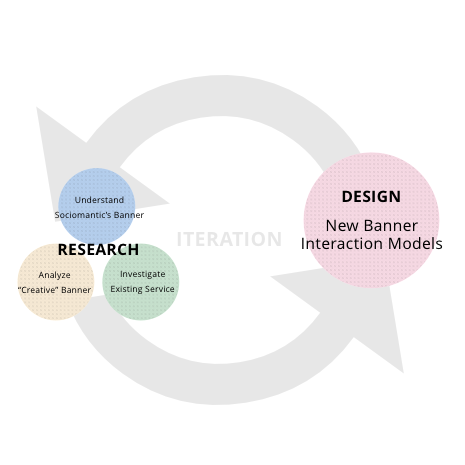 Understand
Sociomantic's Banner
RESEARCH
Analyze
“Creative” Banner
Investigate
Existing Service
ITERATION
DESIGN
New Banner
Interaction Models